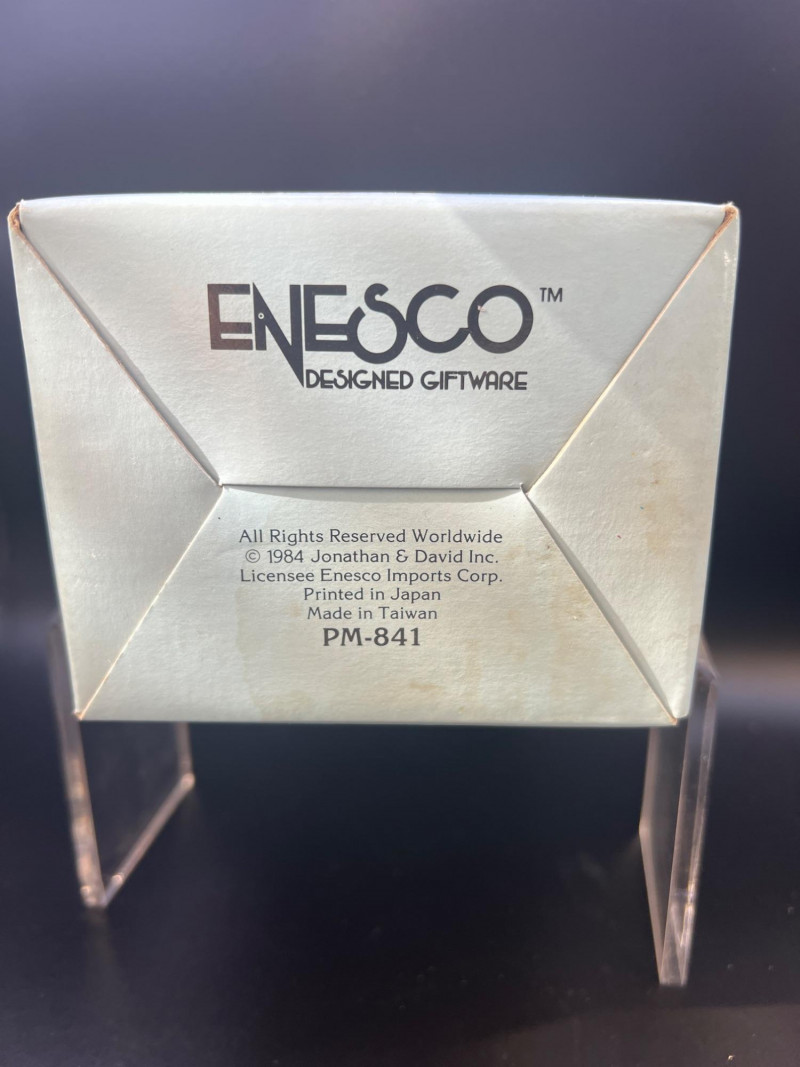 ENESCO™
DESIGNED GIFTWARE
All Rights Reserved Worldwide
© 1984 Jonathan & David Inc.
Licensee Enesco Imports Corp.
Printed in Japan
Made in Taiwan
PM-841